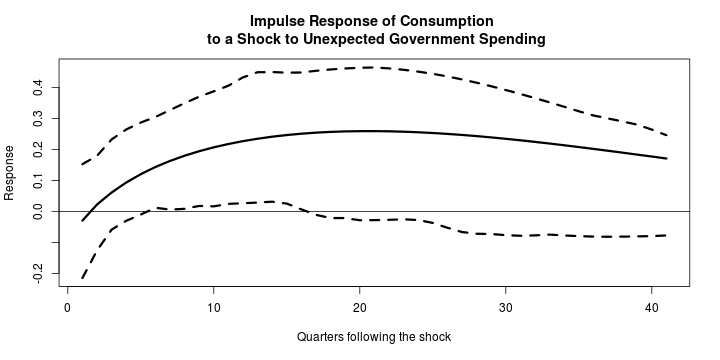 Impulse Response of Consumption
to a Shock to Unexpected Government Spending
Response
0.4
0.3
0.2
0.1
0.0
-0.2
0 10 20 30 40
Quarters following the shock